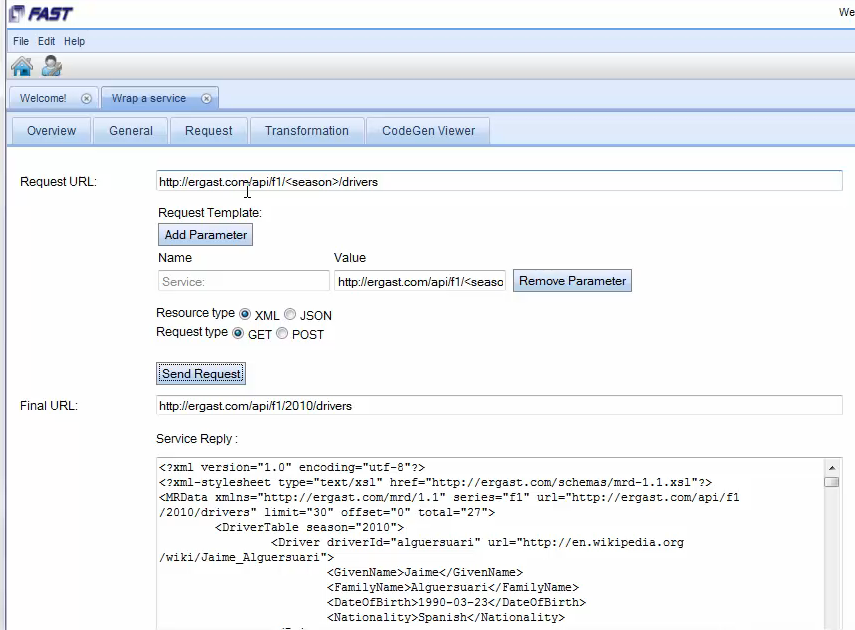 FAST
We
File Edit Help
Welcome! Wrap a service
Overview General Request Transformation CodeGen Viewer
Request URL: http://ergast.com/api/f1/<season>/drivers
Request Template:
Add Parameter
Name Value
Service: http://ergast.com/api/f1/<seaso Remove Parameter
Resource type XML JSON
Request type GET POST
Send Request
Final URL: http://ergast.com/api/f1/2010/drivers
Service Reply :
<?xml version="1.0" encoding="utf-8"?>
<?xml-stylesheet type="text/xsl" href="http://ergast.com/schemas/mrd-1.1.xsl"?>
<MRData xmlns="http://ergast.com/mrd/1.1" series="f1" url="http://ergast.com/api/f1
/2010/drivers" limit="30" offset="0" total="27">
<DriverTable season="2010">
<Driver driverId="alguersuari" url="http://en.wikipedia.org
/wiki/Jaime_Alguersuari">
<GivenName>Jaime</GivenName>
<FamilyName>Alguersuari</FamilyName>
<DateOfBirth>1990-03-23</DateOfBirth>
<Nationality>Spanish</Nationality>